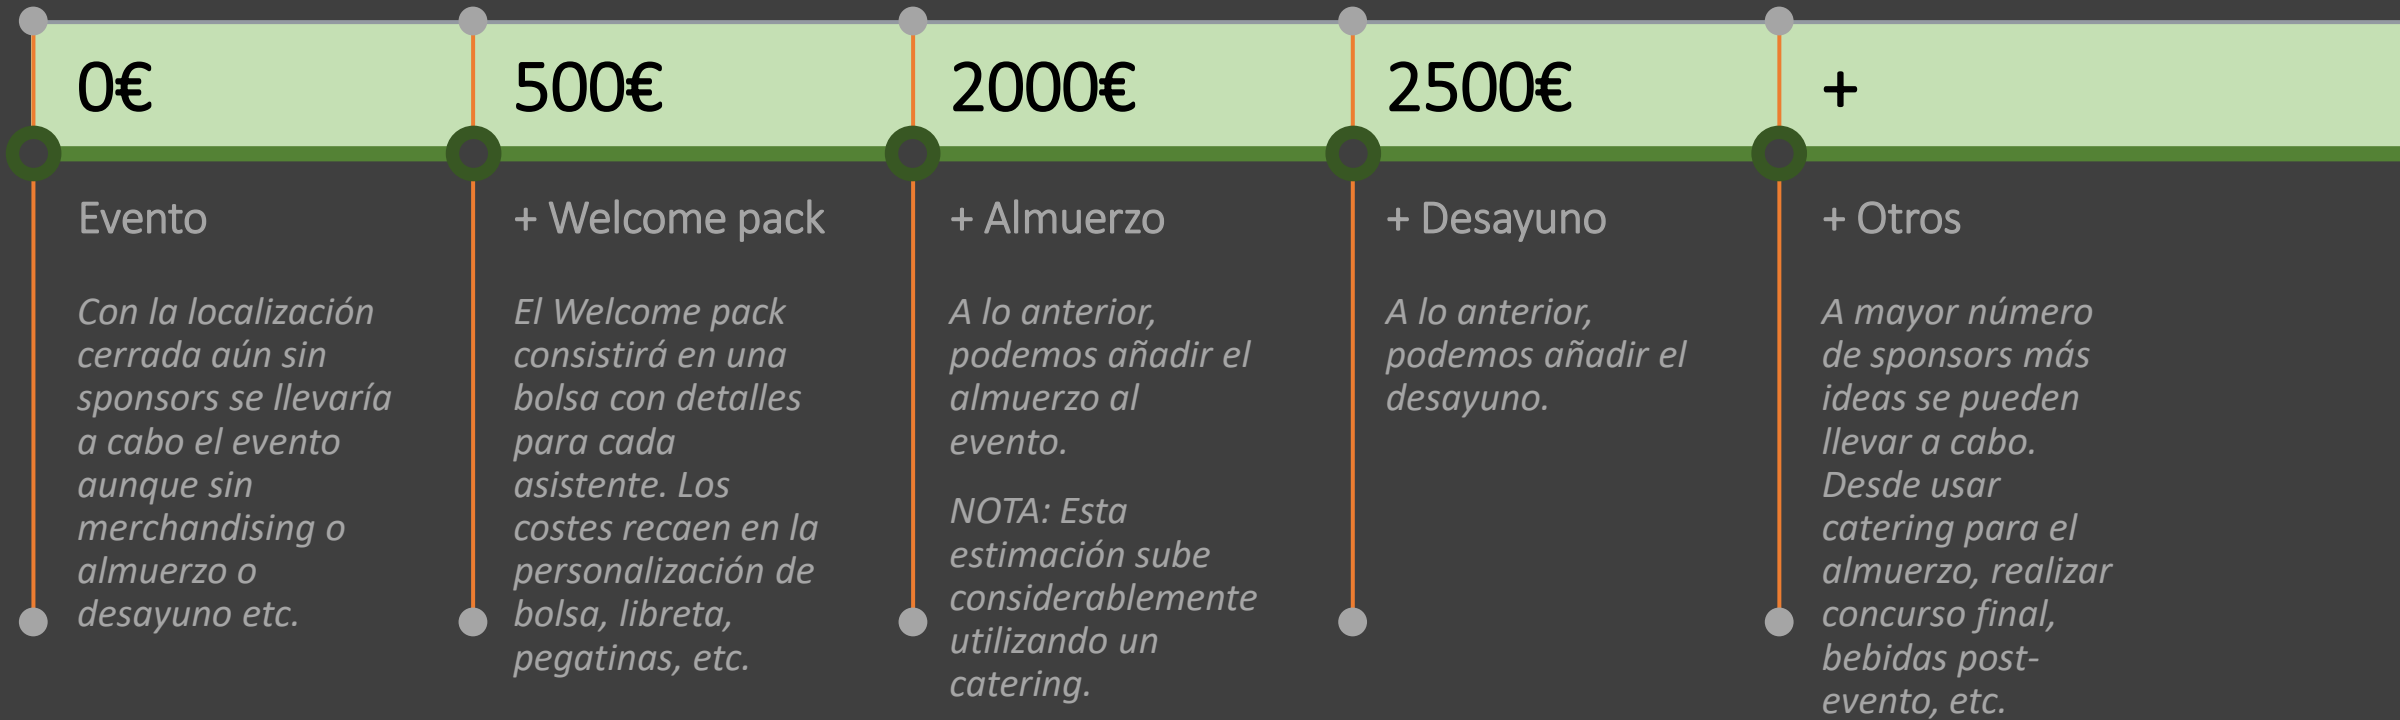 0€
500€
2000€
2500€
+
Evento
Con la localización
cerrada aún sin
sponsors se llevaría
a cabo el evento
aunque sin
merchandising o
almuerzo o
desayuno etc.
+ Welcome pack
El Welcome pack
consistirá en una
bolsa con detalles
para cada
asistente. Los
costes recaen en la
personalización de
bolsa, libreta,
pegatinas, etc.
+ Almuerzo
A lo anterior,
podemos añadir el
almuerzo al
evento.
NOTA: Esta
estimación sube
considerablemente
utilizando un
catering.
+ Desayuno
A lo anterior,
podemos añadir el
desayuno.
+ Otros
A mayor número
de sponsors más
ideas se pueden
llevar a cabo.
Desde usar
catering para el
almuerzo, realizar
concurso final,
bebidas post-
evento, etc.